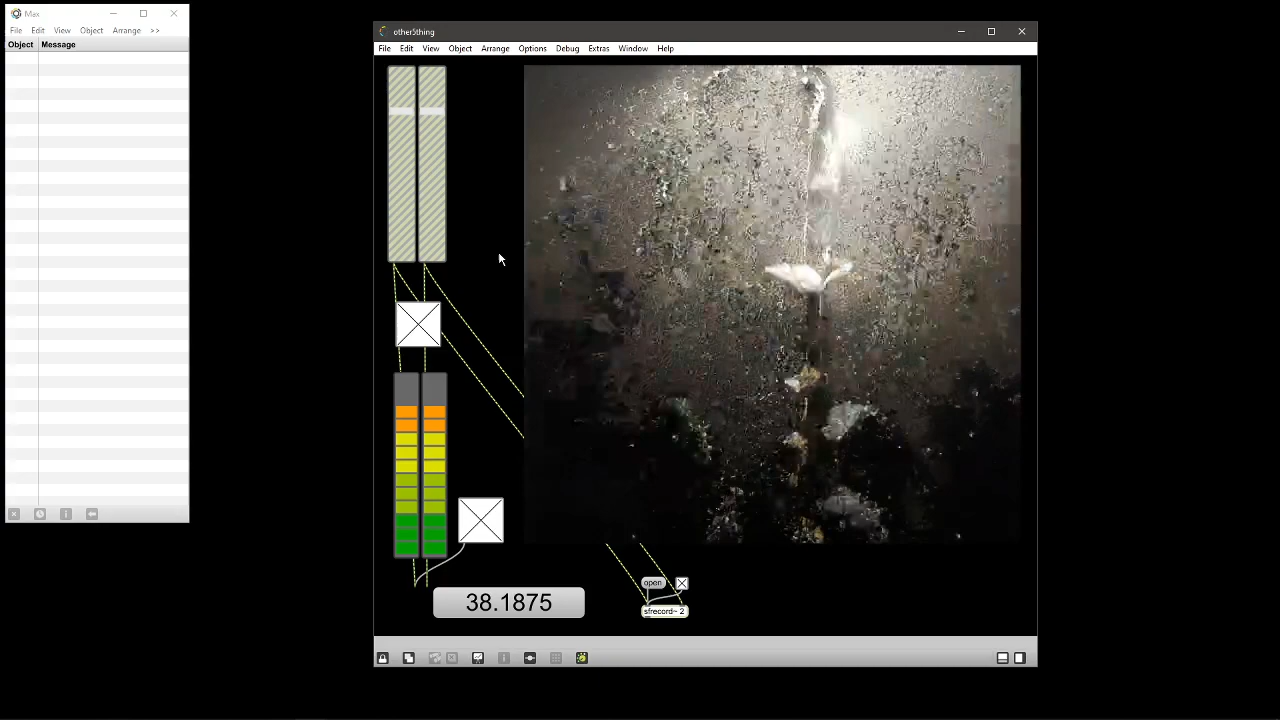 Max
File Edit View Object Arrange >>
Object Message
other5thing
File Edit View Object Arrange Options Debug Extras Window Help
open
38.1875
sfrecord~ 2